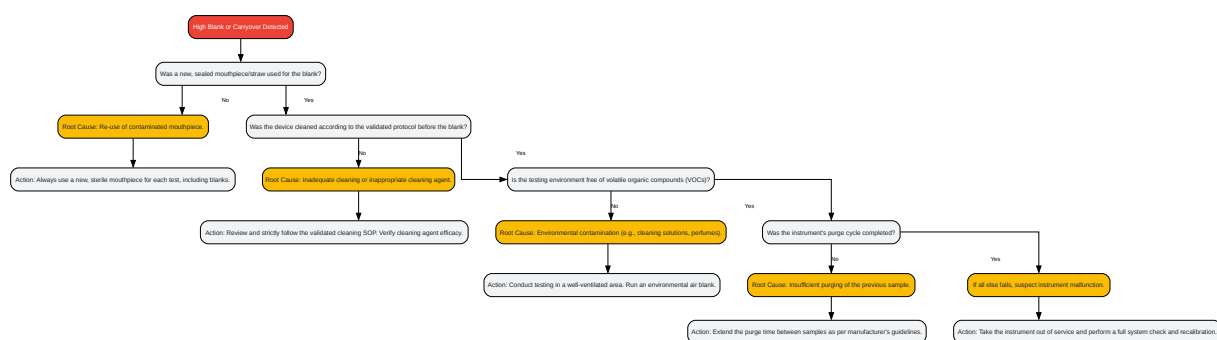 High Blank or Carryover Detected
Was a new, sealed mouthpiece/straw used for the blank?
No
Yes
Root Cause: Re-use of contaminated mouthpiece.
Was the device cleaned according to the validated protocol before the blank?
No
Yes
Action: Always use a new, sterile mouthpiece for each test, including blanks.
Root Cause: Inadequate cleaning or inappropriate cleaning agent.
Is the testing environment free of volatile organic compounds (VOCs)?
No
Yes
Action: Review and strictly follow the validated cleaning SOP. Verify cleaning agent efficacy.
Root Cause: Environmental contamination (e.g., cleaning solutions, perfumes).
Was the instrument's purge cycle completed?
No
Yes
Action: Conduct testing in a well-ventilated area. Run an environmental air blank.
Root Cause: Insufficient purging of the previous sample.
If all else fails, suspect instrument malfunction.
Action: Extend the purge time between samples as per manufacturer's guidelines.
Action: Take the instrument out of service and perform a full system check and recalibration.